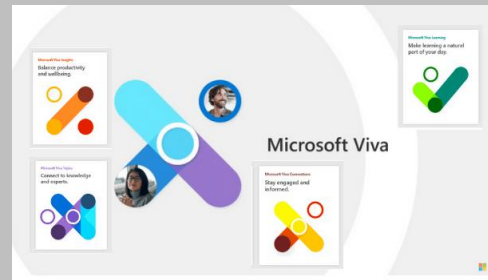 Microsoft Viva Insights
Balance productivity
and wellbeing.
Microsoft Viva Topics
Connect to knowledge
and experts.
Microsoft Viva
Microsoft Viva Connections
Stay engaged and
informed.
Microsoft Viva Learning
Make learning a natural
part of your day.